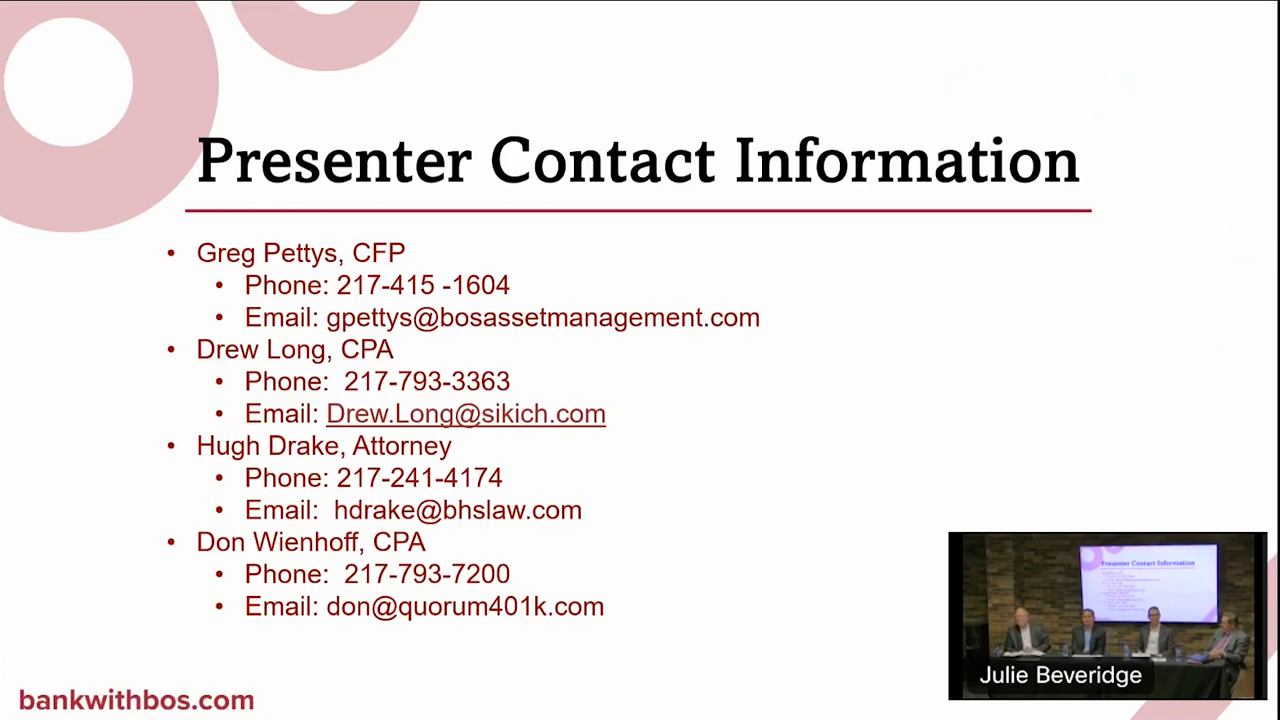 Presenter Contact Information
• Greg Pettys, CFP
• Phone: 217-415 -1604
• Email: gpettys@bosassetmanagement.com
• Drew Long, CPA
• Phone:  217-793-3363
• Email: Drew.Long@sikich.com
• Hugh Drake, Attorney
• Phone: 217-241-4174
• Email:  hdrake@bhslaw.com
• Don Wienhoff, CPA
• Phone:  217-793-7200
• Email: don@quorum401k.com
Presenter Contact Information
Julie Beveridge
bankwithbos.com